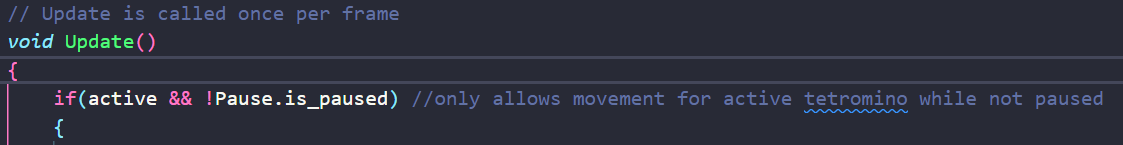 // Update is called once per frame
void Update()
{
if(active && !Pause.is_paused) //only allows movement for active tetromino while not paused
{